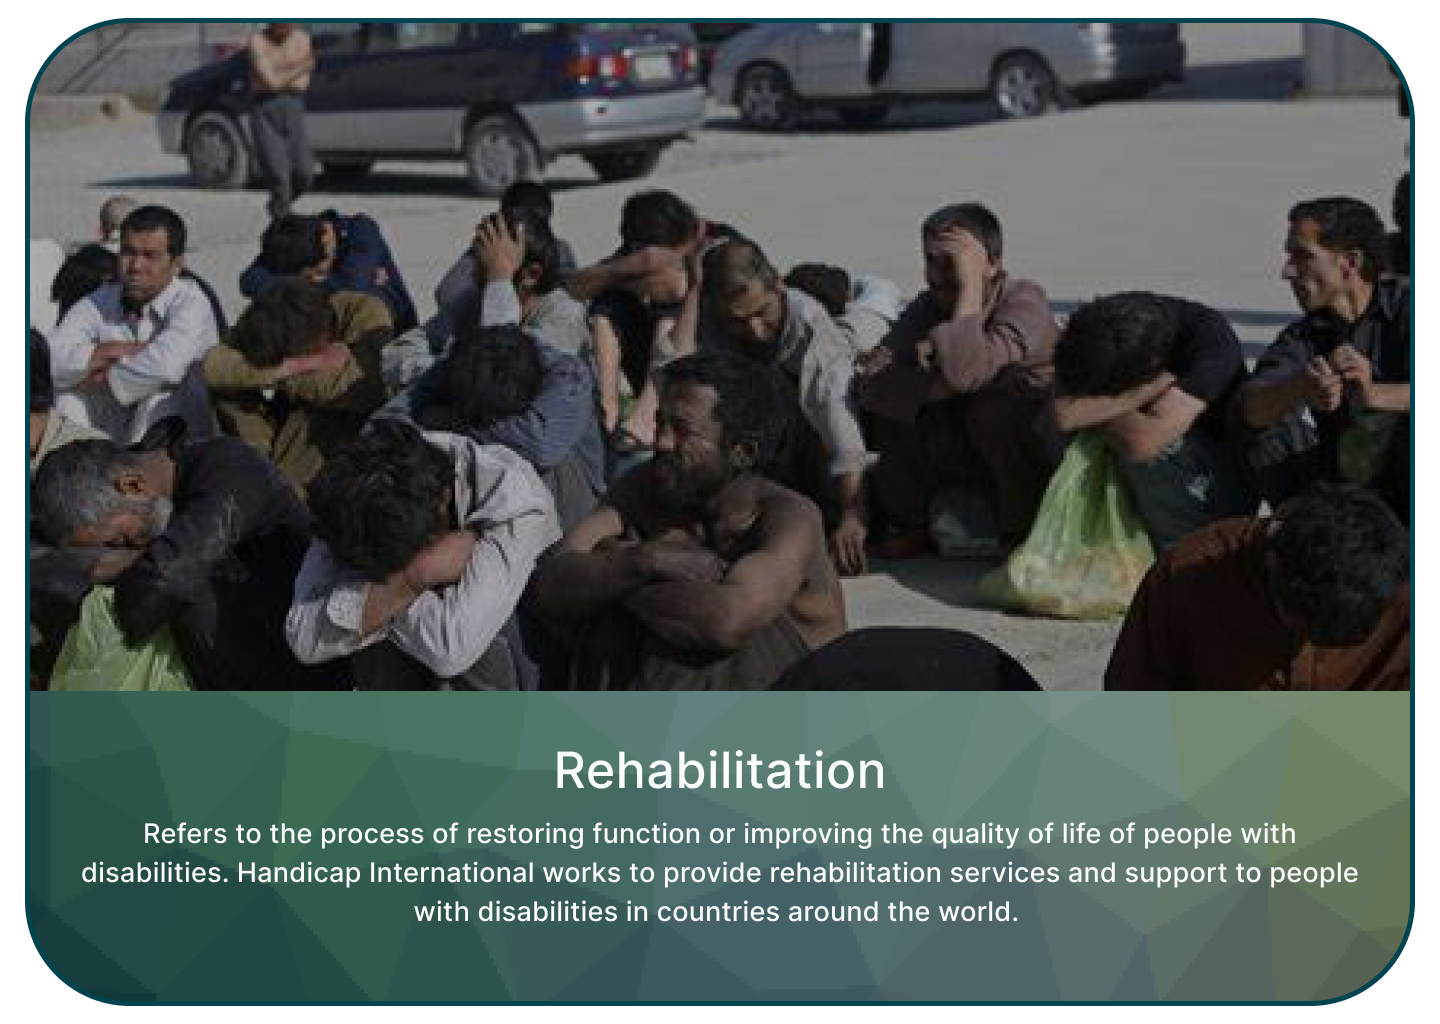 Rehabilitation
Refers to the process of restoring function or improving the quality of life of people with
disabilities. Handicap International works to provide rehabilitation services and support to people
with disabilities in countries around the world.